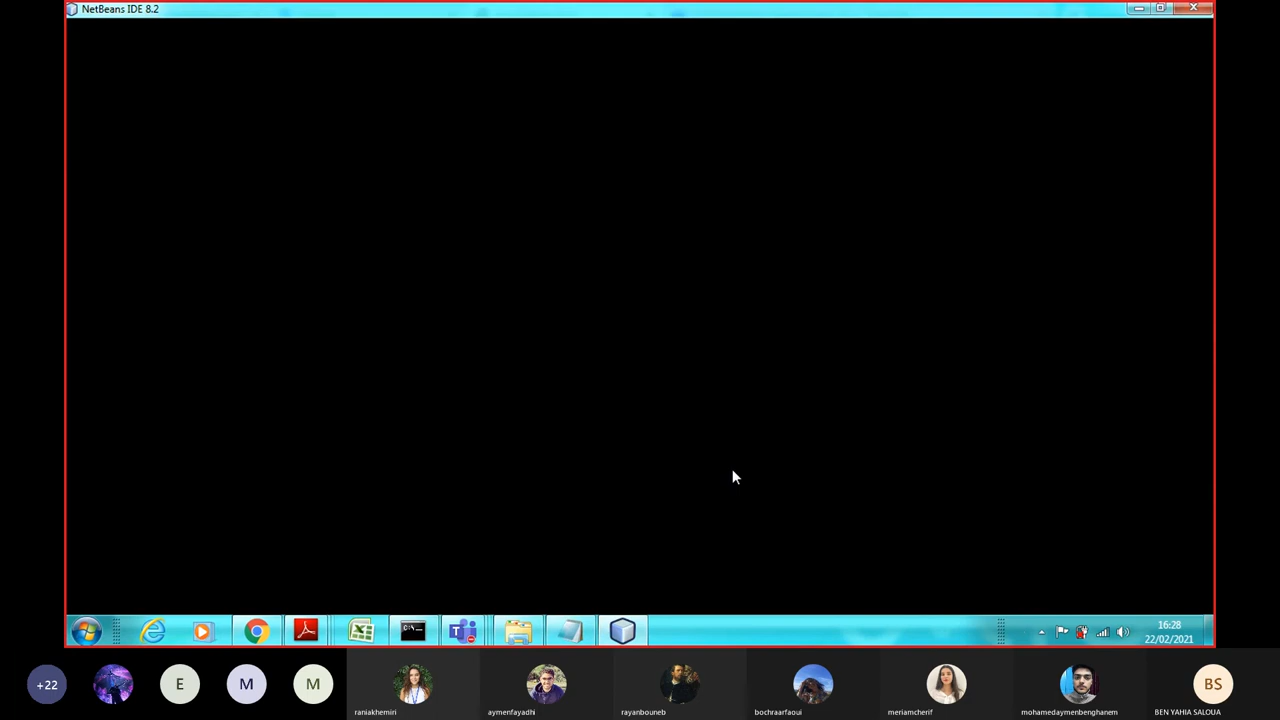 NetBeans IDE 8.2
C:\_
T
16:28
22/02/2021
+22
E
M
M
BS
raniakhemiri
aymenfayadhi
rayanbouneb
bochraarfaoui
meriamcherif
mohamedaymenbenghanem
BEN YAHIA SALOUA